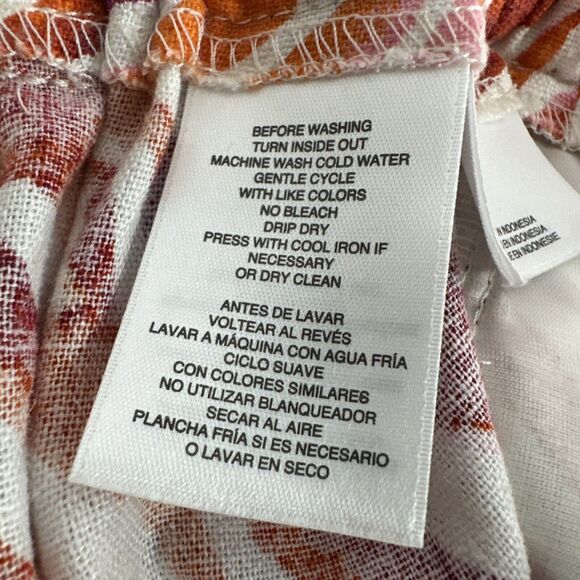 BEFORE WASHING
TURN INSIDE OUT
MACHINE WASH COLD WATER
GENTLE CYCLE
WITH LIKE COLORS
NO BLEACH
DRIP DRY
PRESS WITH COOL IRON IF
NECESSARY
OR DRY CLEAN
ANTES DE LAVAR
VOLTEAR AL REVÉS
LAVAR A MÁQUINA CON AGUA FRÍA
CICLO SUAVE
CON COLORES SIMILARES
NO UTILIZAR BLANQUEADOR
SECAR AL AIRE
PLANCHA FRÍA SI ES NECESARIO
O LAVAR EN SECO
INDONESIA
EN INDONESIA
EN INDONESIE